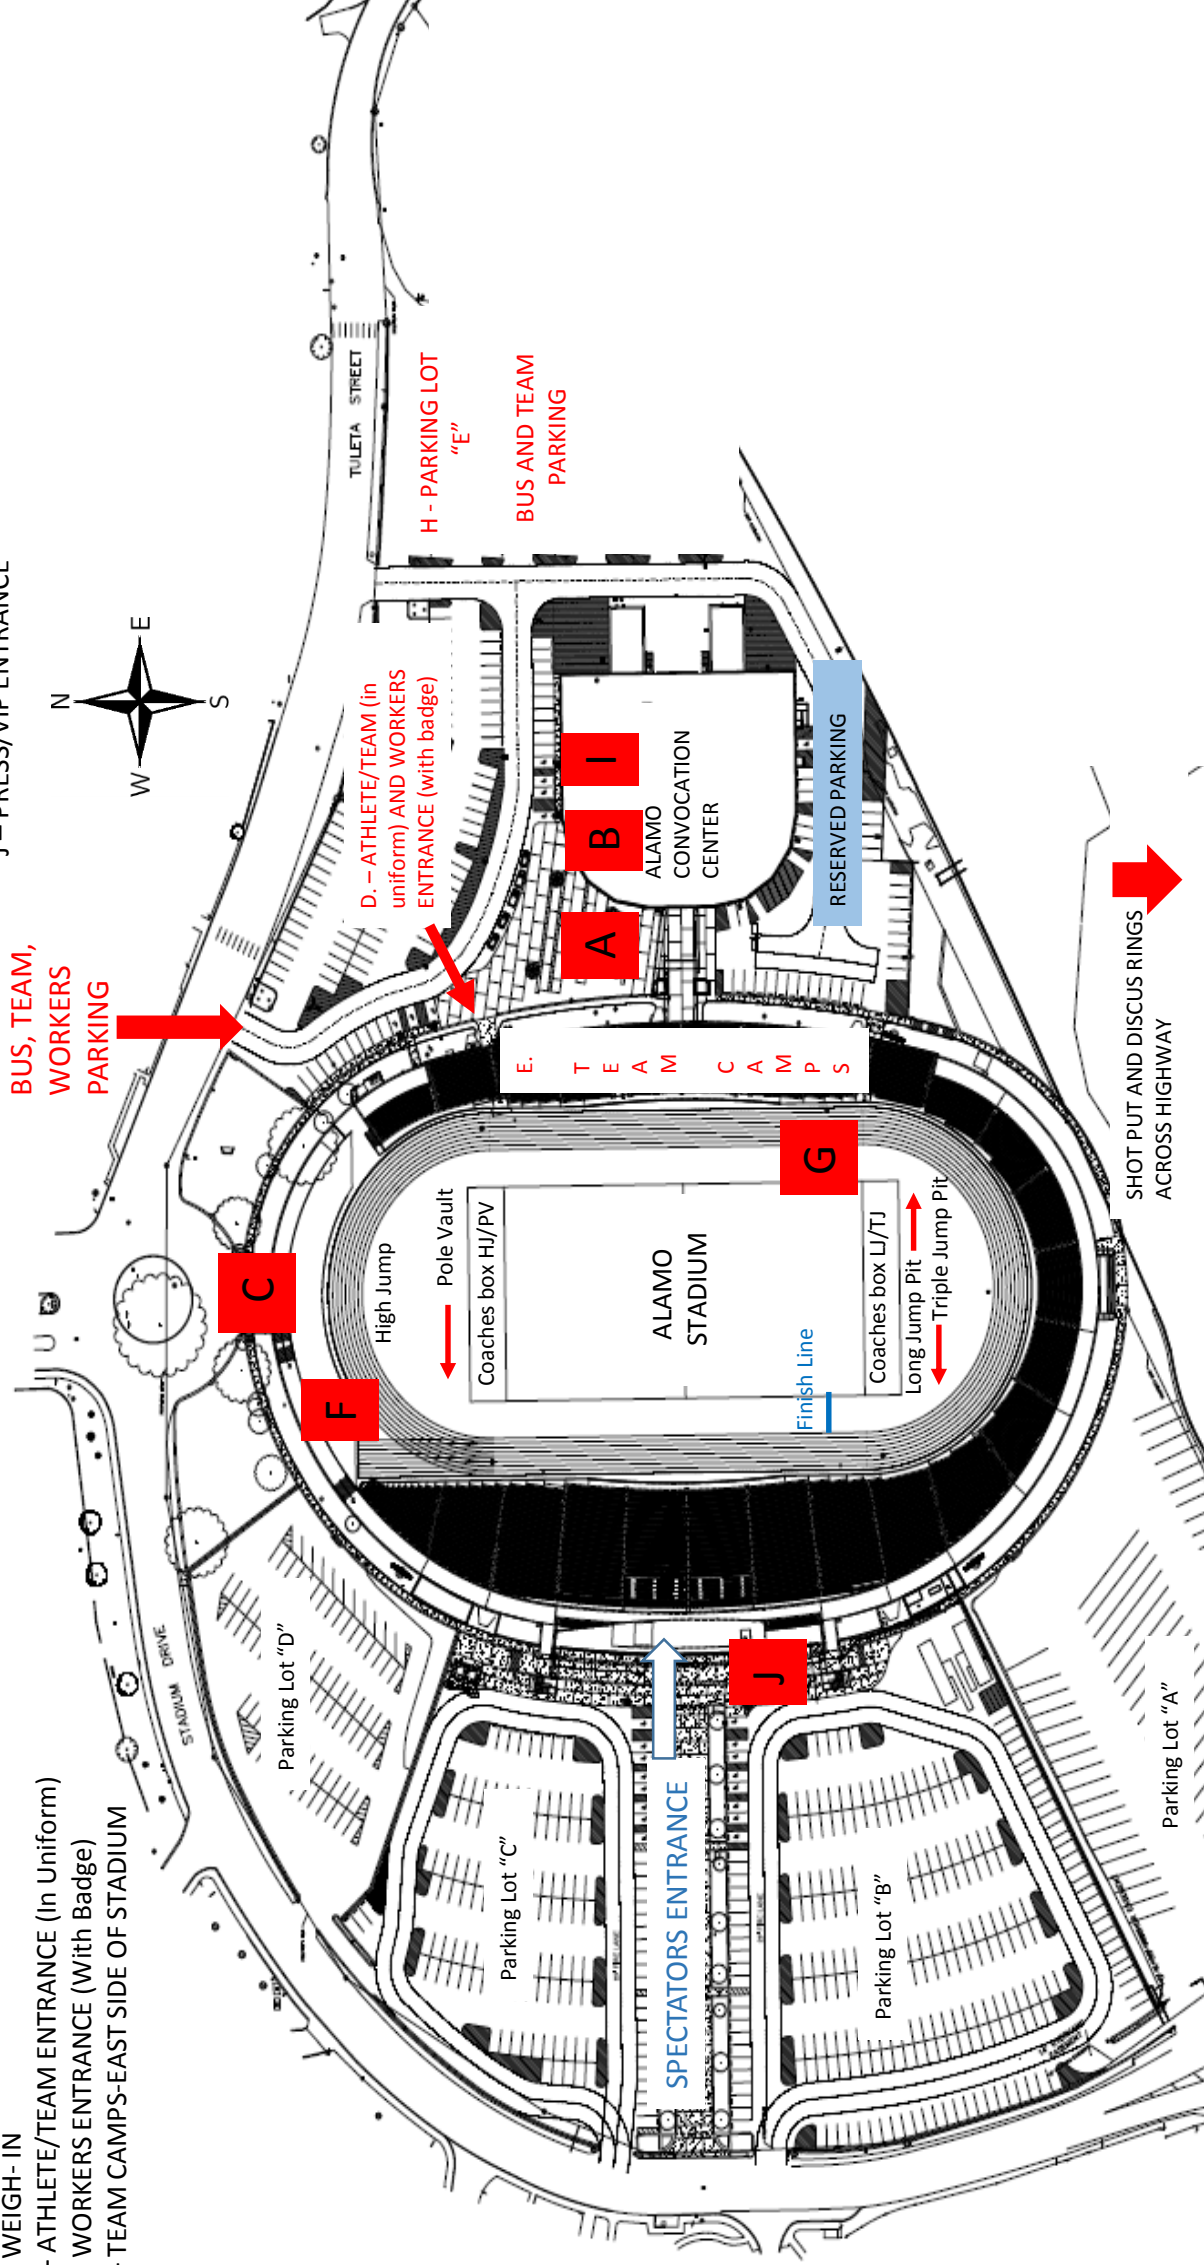 WEIGH- IN
- ATHLETE/TEAM ENTRANCE (In Uniform)
WORKERS ENTRANCE (With Badge)
- TEAM CAMPS-EAST SIDE OF STADIUM
J – PRESS/VIP ENTRANCE
BUS, TEAM,
WORKERS
PARKING
N
W
E
S
TULETA STREET
H - PARKING LOT
“E”
BUS AND TEAM
PARKING
D. – ATHLETE/TEAM (in
uniform) AND WORKERS
ENTRANCE (with badge)
STADIUM DRIVE
C
F
I
B
A
ALAMO
CONVOCATION
CENTER
RESERVED PARKING
E.
T
E
A
M
C
A
M
P
S
G
High Jump
Pole Vault
Coaches box HJ/PV
ALAMO
STADIUM
Finish Line
Coaches box LJ/TJ
Long Jump Pit
Triple Jump Pit
J
SPECTATORS ENTRANCE
Parking Lot “D”
Parking Lot “C”
Parking Lot “B”
Parking Lot “A”
SHOT PUT AND DISCUS RINGS
ACROSS HIGHWAY